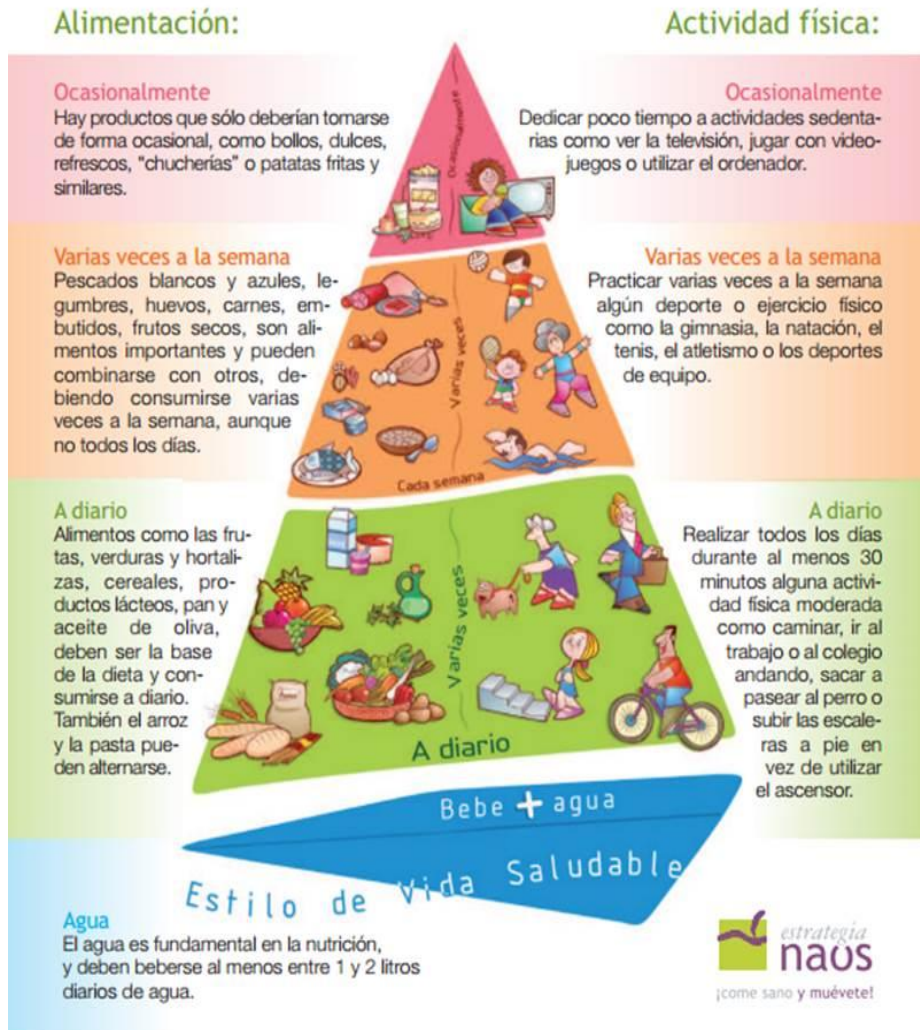 Alimentación:
Actividad física:
Ocasionalmente
Hay productos que sólo deberían tomarse
de forma ocasional, como bollos, dulces,
refrescos, "chucherías" o patatas fritas y
similares.
Ocasionalmente
Dedicar poco tiempo a actividades sedenta-
rias como ver la televisión, jugar con video-
juegos o utilizar el ordenador.
Ocasionalmente
Varias veces a la semana
Pescados blancos y azules, le-
gumbres, huevos, carnes, em-
butidos, frutos secos, son ali-
mentos importantes y pueden
combinarse con otros, de-
biendo consumirse varias
veces a la semana, aunque
no todos los días.
Varias veces a la semana
Practicar varias veces a la semana
algún deporte o ejercicio físico
como la gimnasia, la natación, el
tenis, el atletismo o los deportes
de equipo.
Varias veces
Cada semana
A diario
Alimentos como las fru-
tas, verduras y hortali-
zas, cereales, pro-
ductos lácteos, pan y
aceite de oliva,
deben ser la base
de la dieta y con-
sumirse a diario.
También el arroz
y la pasta pue-
den alternarse.
A diario
Realizar todos los días
durante al menos 30
minutos alguna activi-
dad física moderada
como caminar, ir al
trabajo o al colegio
andando, sacar a
pasear al perro o
subir las escale-
ras a pie en
vez de utilizar
el ascensor.
Varias veces
A diario
Bebe + agua
Estilo de Vida Saludable
Agua
El agua es fundamental en la nutrición,
y deben beberse al menos entre 1 y 2 litros
diarios de agua.
estrategia
naos
¡come sano y muévete!